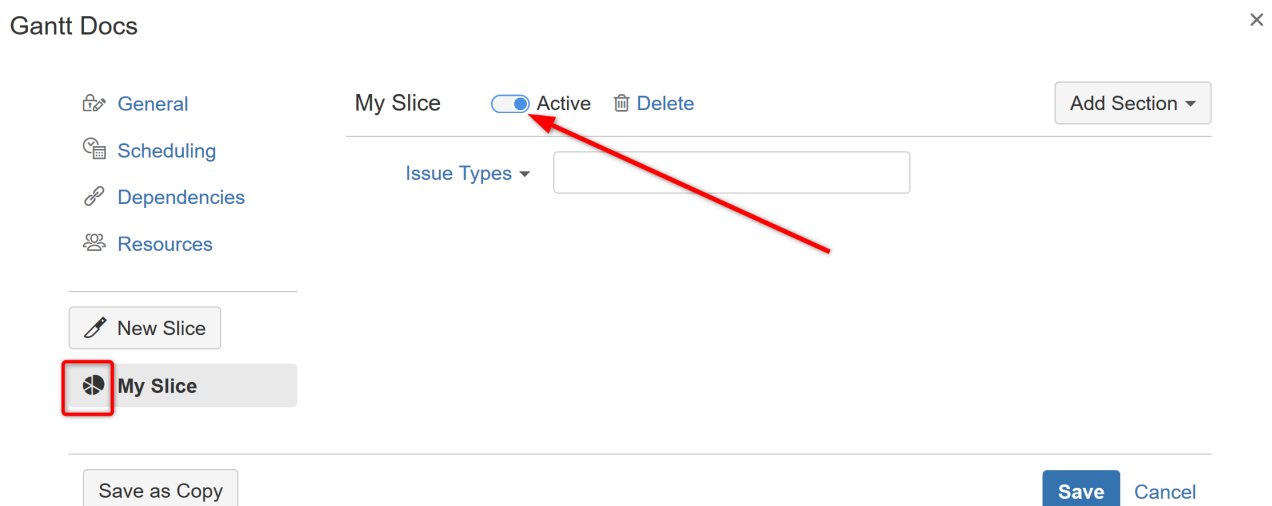 Gantt Docs
General
Scheduling
Dependencies
Resources
New Slice
My Slice
My Slice Active Delete Add Section
Issue Types
Save as Copy Save Cancel